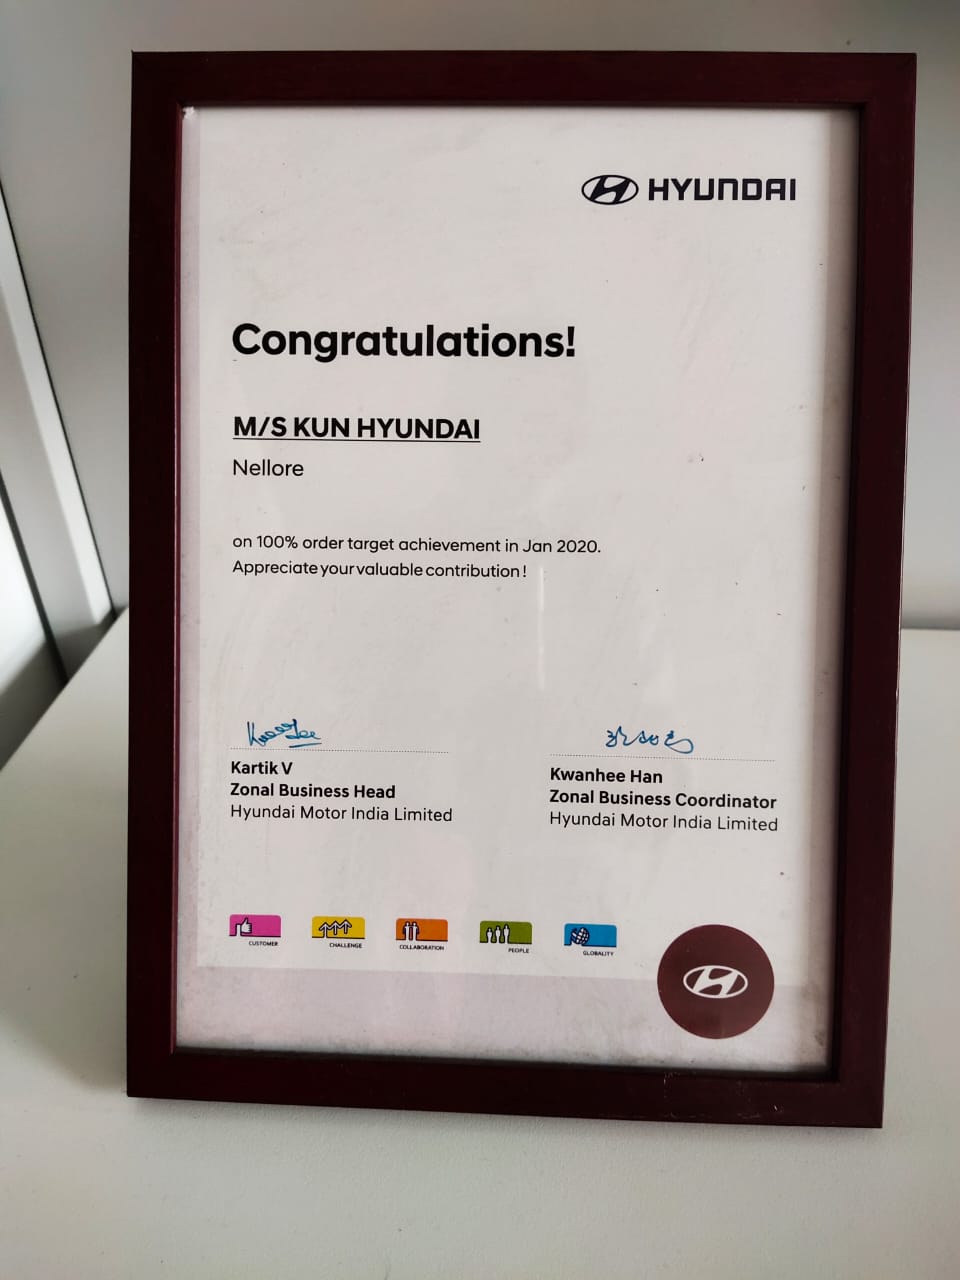 HYUNDAI
Congratulations!
M/S KUN HYUNDAI
Nellore
on 100% order target achievement in Jan 2020.
Appreciate your valuable contribution!
Kartik V
Zonal Business Head
Hyundai Motor India Limited
Kwanhee Han
Zonal Business Coordinator
Hyundai Motor India Limited
CUSTOMER
CHALLENGE
COLLABORATION
PEOPLE
GLOBALITY